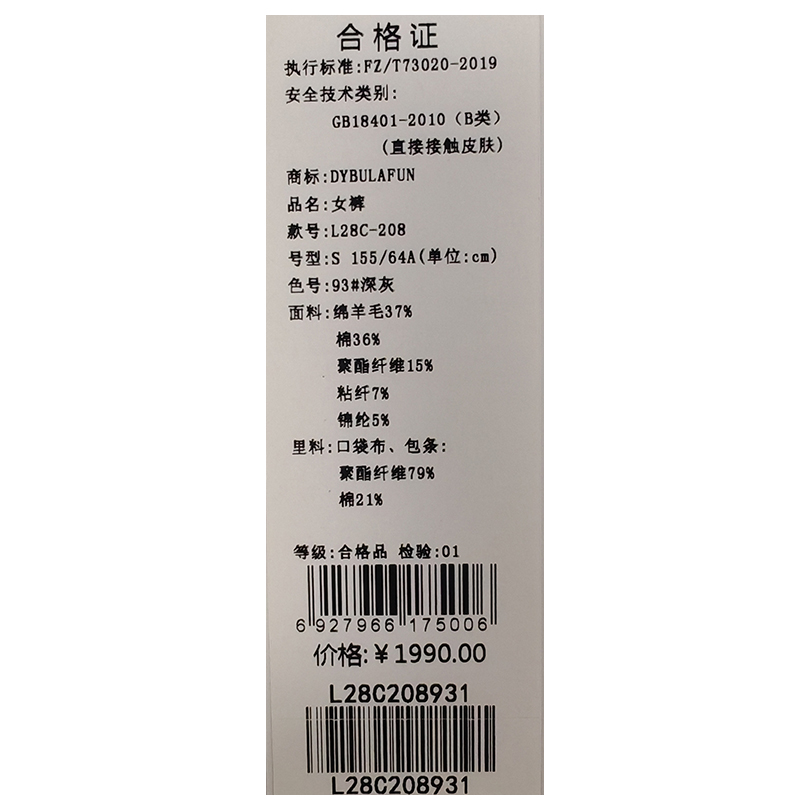 合格证
执行标准:FZ/T73020-2019
安全技术类别:
GB18401-2010（B类）
(直接接触皮肤)
商标:DYBULAFUN
品名:女裤
款号:L28C-208
号型:S 155/64A(单位:cm)
色号:93#深灰
面料:绵羊毛37%
棉36%
聚酯纤维15%
粘纤7%
锦纶5%
里料:口袋布、包条:
聚酯纤维79%
棉21%
等级:合格品 检验:01
6 927966 175006
价格:￥1990.00
L28C208931
L28C208931